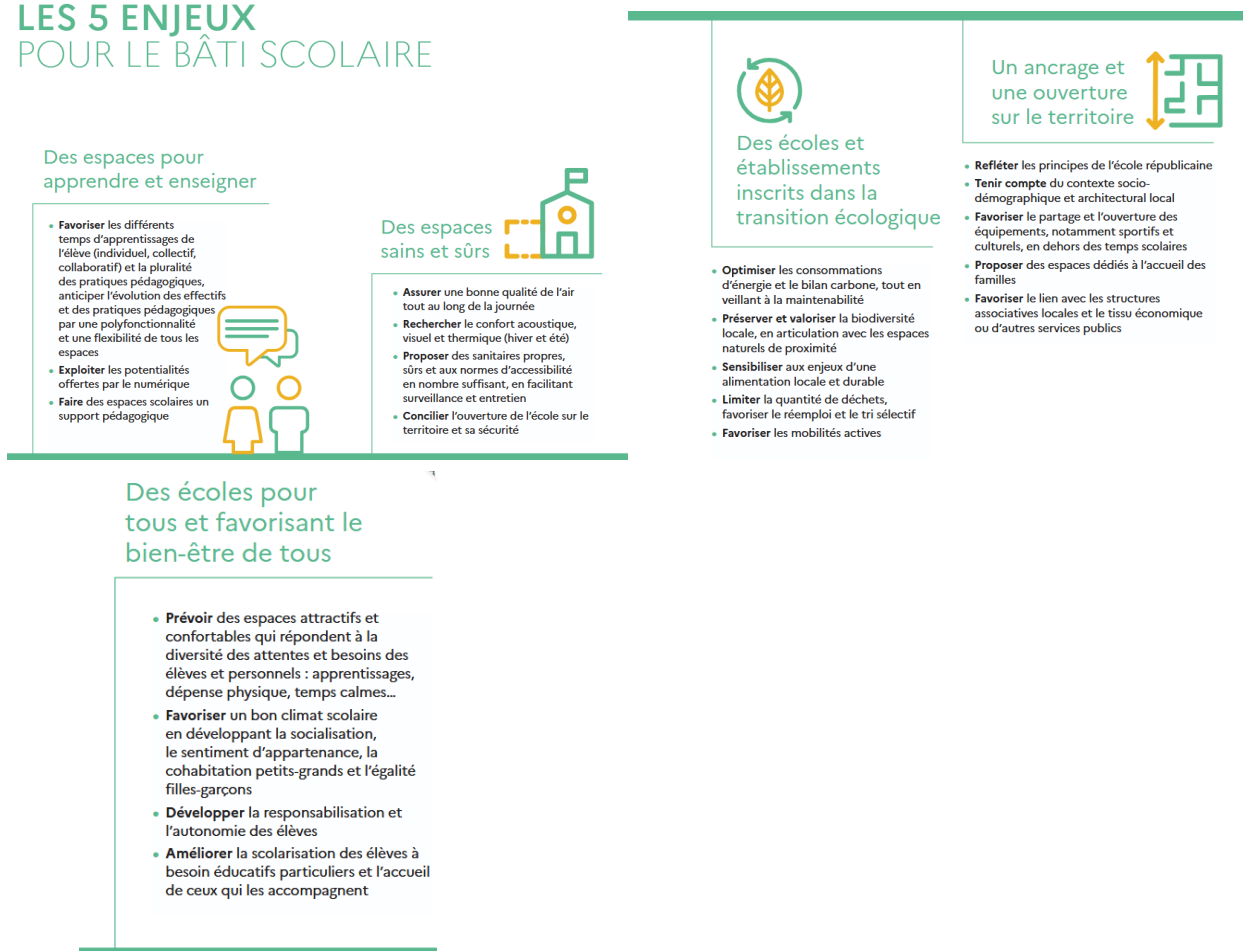 LES 5 ENJEUX
POUR LE BÂTI SCOLAIRE
Des espaces pour
apprendre et enseigner
• Favoriser les différents
temps d'apprentissages de
l'élève (individuel, collectif,
collaboratif) et la pluralité
des pratiques pédagogiques,
anticiper l'évolution des effectifs
et des pratiques pédagogiques
par une polyfonctionnalité
et une flexibilité de tous les
espaces
• Exploiter les potentialités
offertes par le numérique
• Faire des espaces scolaires un
support pédagogique
Des espaces
sains et sûrs
• Assurer une bonne qualité de l'air
tout au long de la journée
• Rechercher le confort acoustique,
visuel et thermique (hiver et été)
• Proposer des sanitaires propres,
sûrs et aux normes d'accessibilité
en nombre suffisant, en facilitant
surveillance et entretien
• Concilier l'ouverture de l'école sur le
territoire et sa sécurité
Des écoles et
établissements
inscrits dans la
transition écologique
• Optimiser les consommations
d'énergie et le bilan carbone, tout en
veillant à la maintenabilité
• Préserver et valoriser la biodiversité
locale, en articulation avec les espaces
naturels de proximité
• Sensibiliser aux enjeux d'une
alimentation locale et durable
• Limiter la quantité de déchets,
favoriser le réemploi et le tri sélectif
• Favoriser les mobilités actives
Un ancrage et
une ouverture
sur le territoire
• Refléter les principes de l'école républicaine
• Tenir compte du contexte socio-
démographique et architectural local
• Favoriser le partage et l'ouverture des
équipements, notamment sportifs et
culturels, en dehors des temps scolaires
• Proposer des espaces dédiés à l'accueil des
familles
• Favoriser le lien avec les structures
associatives locales et le tissu économique
ou d'autres services publics
Des écoles pour
tous et favorisant le
bien-être de tous
• Prévoir des espaces attractifs et
confortables qui répondent à la
diversité des attentes et besoins des
élèves et personnels : apprentissages,
dépense physique, temps calmes...
• Favoriser un bon climat scolaire
en développant la socialisation,
le sentiment d'appartenance, la
cohabitation petits-grands et l'égalité
filles-garçons
• Développer la responsabilisation et
l'autonomie des élèves
• Améliorer la scolarisation des élèves à
besoin éducatifs particuliers et l'accueil
de ceux qui les accompagnent